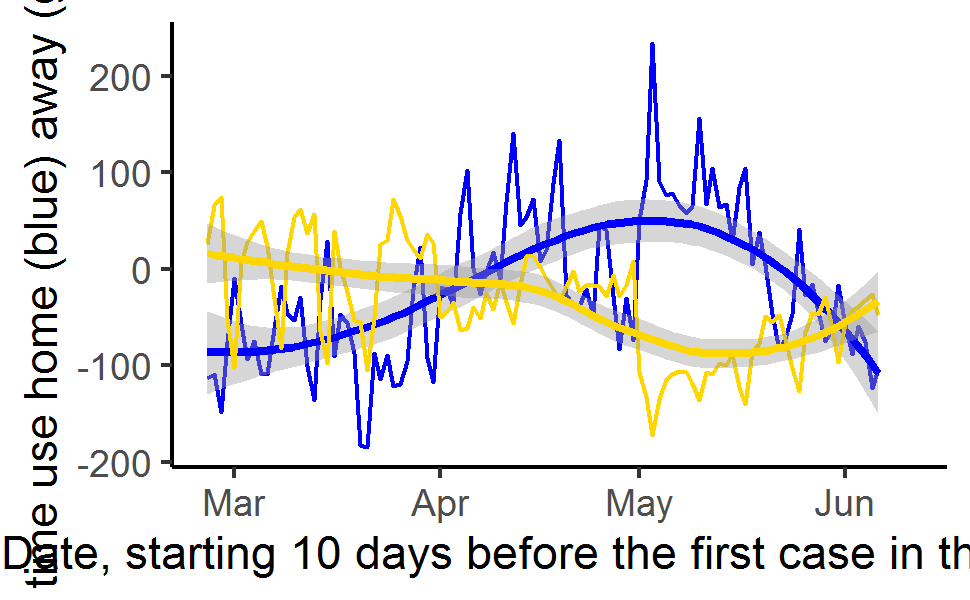 time use home (blue) away (
200
100
0
-100
-200
Mar Apr May Jun
Date, starting 10 days before the first case in th